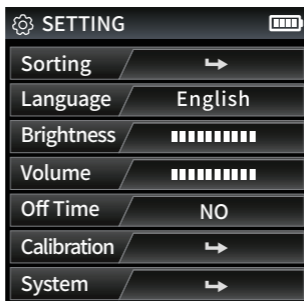 SETTING
Sorting
Language English
Brightness
Volume
Off Time NO
Calibration
System